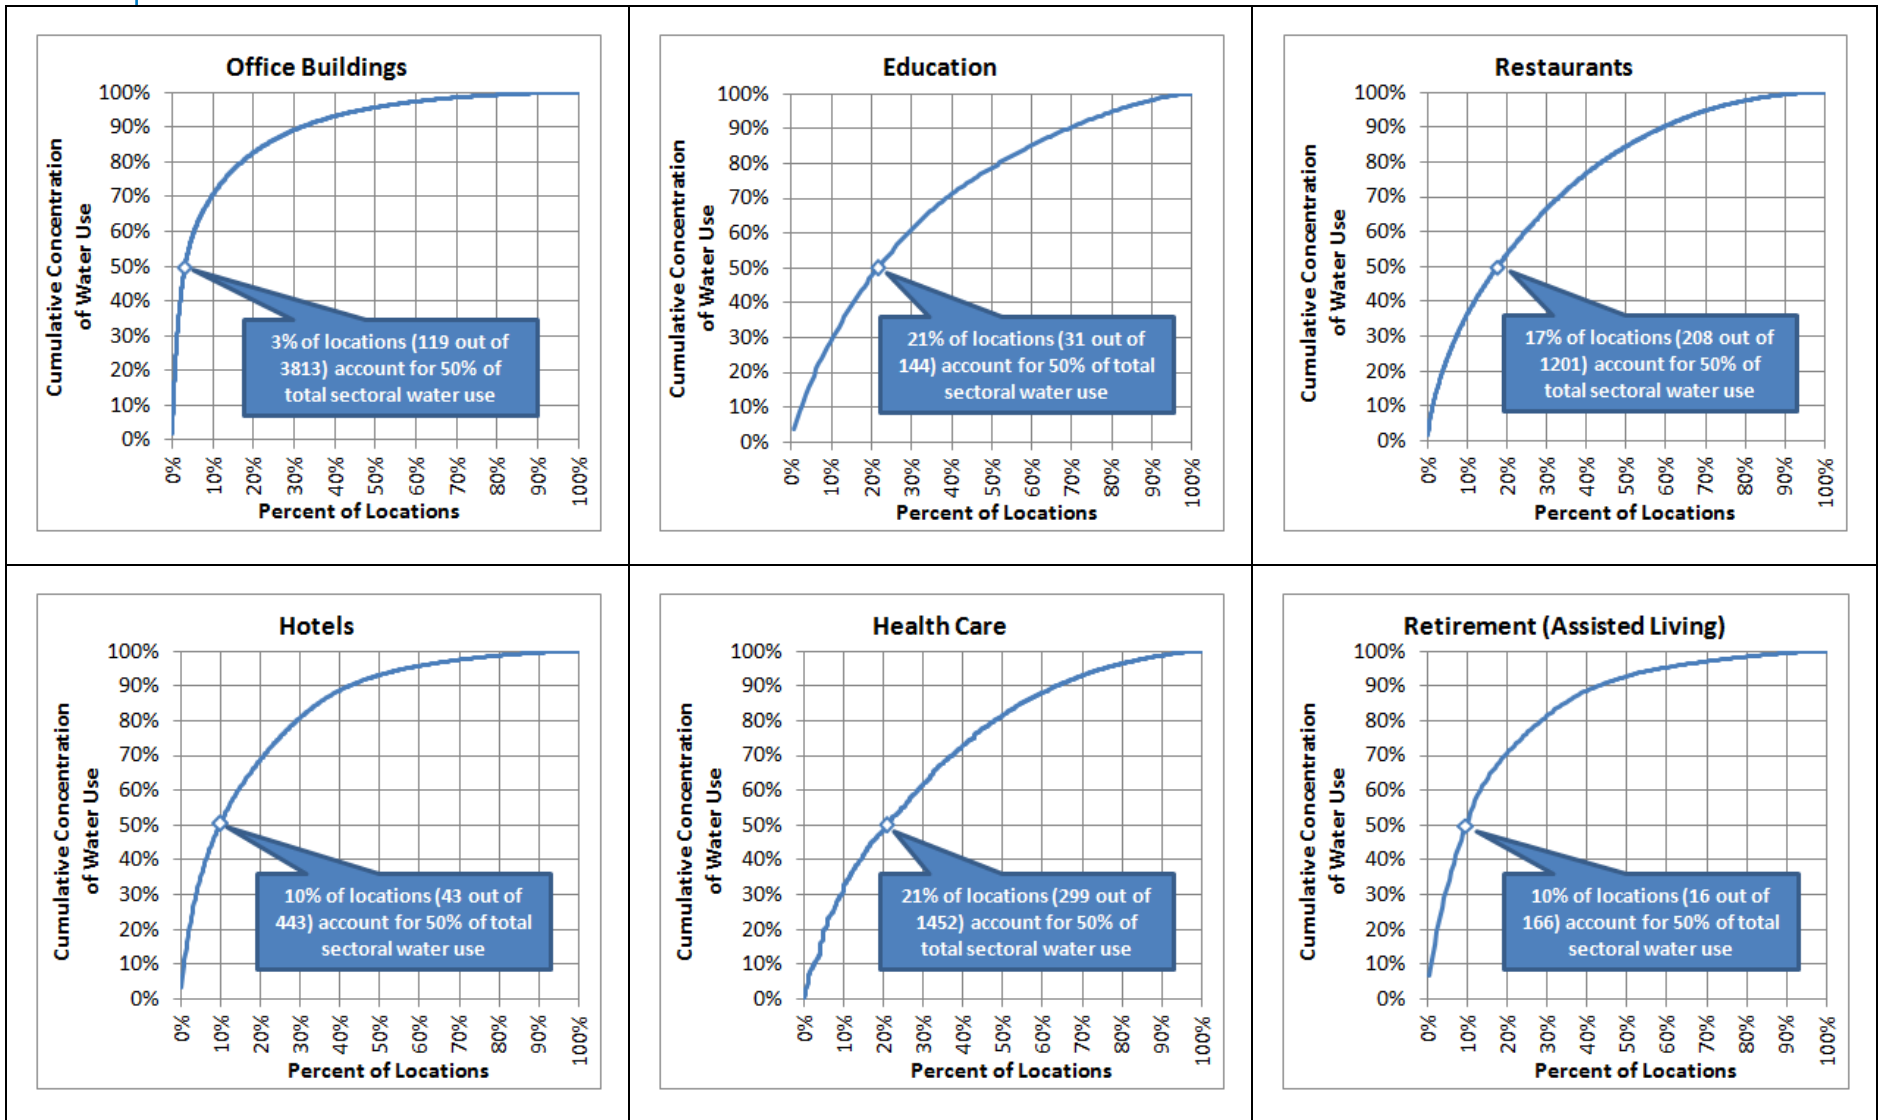 Office Buildings
Cumulative Concentration
of Water Use
100%
90%
80%
70%
60%
50%
40%
30%
20%
10%
0%
3% of locations (119 out of
3813) account for 50% of
total sectoral water use
0% 10% 20% 30% 40% 50% 60% 70% 80% 90% 100%
Percent of Locations
Education
Cumulative Concentration
of Water Use
100%
90%
80%
70%
60%
50%
40%
30%
20%
10%
0%
21% of locations (31 out of
144) account for 50% of total
sectoral water use
0% 10% 20% 30% 40% 50% 60% 70% 80% 90% 100%
Percent of Locations
Restaurants
Cumulative Concentration
of Water Use
100%
90%
80%
70%
60%
50%
40%
30%
20%
10%
0%
17% of locations (208 out of
1201) account for 50% of
total sectoral water use
0% 10% 20% 30% 40% 50% 60% 70% 80% 90% 100%
Percent of Locations
Hotels
Cumulative Concentration
of Water Use
100%
90%
80%
70%
60%
50%
40%
30%
20%
10%
0%
10% of locations (43 out of
443) account for 50% of total
sectoral water use
0% 10% 20% 30% 40% 50% 60% 70% 80% 90% 100%
Percent of Locations
Health Care
Cumulative Concentration
of Water Use
100%
90%
80%
70%
60%
50%
40%
30%
20%
10%
0%
21% of locations (299 out of
1452) account for 50% of
total sectoral water use
0% 10% 20% 30% 40% 50% 60% 70% 80% 90% 100%
Percent of Locations
Retirement (Assisted Living)
Cumulative Concentration
of Water Use
100%
90%
80%
70%
60%
50%
40%
30%
20%
10%
0%
10% of locations (16 out of
166) account for 50% of total
sectoral water use
0% 10% 20% 30% 40% 50% 60% 70% 80% 90% 100%
Percent of Locations